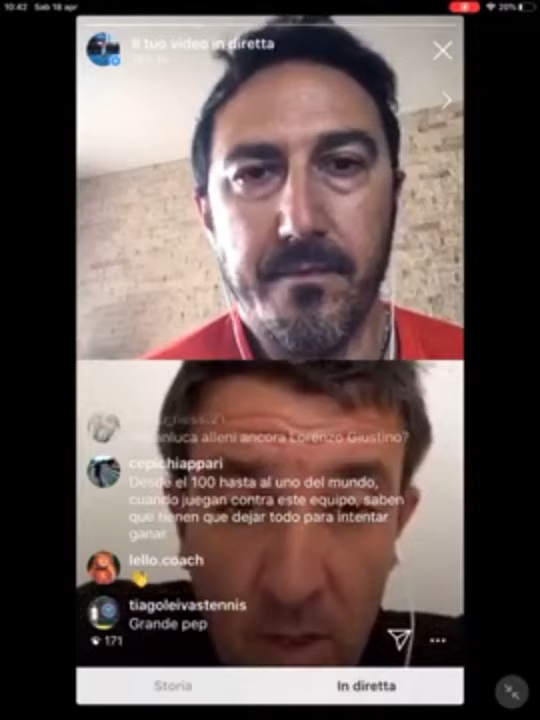 10:42 Sab 18 apr
20%
Il tuo video in diretta
alleni ancora Lorenzo Giustino?
cepichiappari
Desde el 100 hasta al uno del mundo,
cuando juegan contra este equipo, saben
que tienen que dejar todo para intentar
ganar
lello.coach
👋
tiagoleivastennis
Grande pep
171
Storia
In diretta